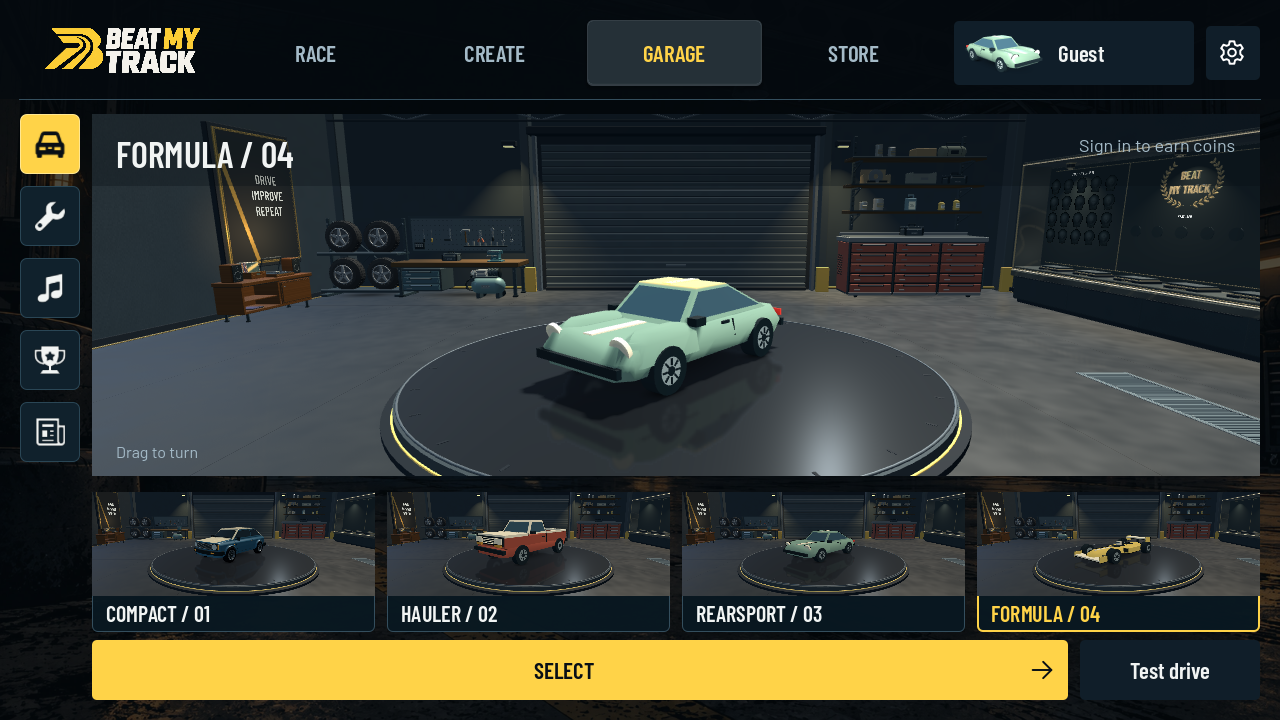 BEAT MY
TRACK
RACE
CREATE
GARAGE
STORE
Guest
FORMULA / 04
Sign in to earn coins
DRIVE
IMPROVE
REPEAT
BEAT
MY TRACK
Drag to turn
COMPACT / 01
HAULER / 02
REARSPORT / 03
FORMULA / 04
SELECT
Test drive